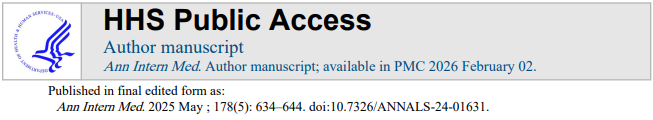 HHS Public Access
Author manuscript
Ann Intern Med. Author manuscript; available in PMC 2026 February 02.
Published in final edited form as:
Ann Intern Med. 2025 May ; 178(5): 634–644. doi:10.7326/ANNALS-24-01631.